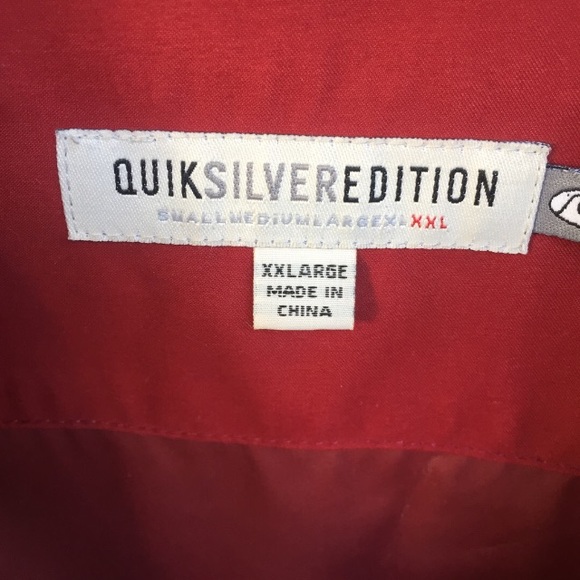 QUIKSILVEREDITION
SMALLMEDIUMLARGEXLXXL
XXLARGE
MADE IN
CHINA